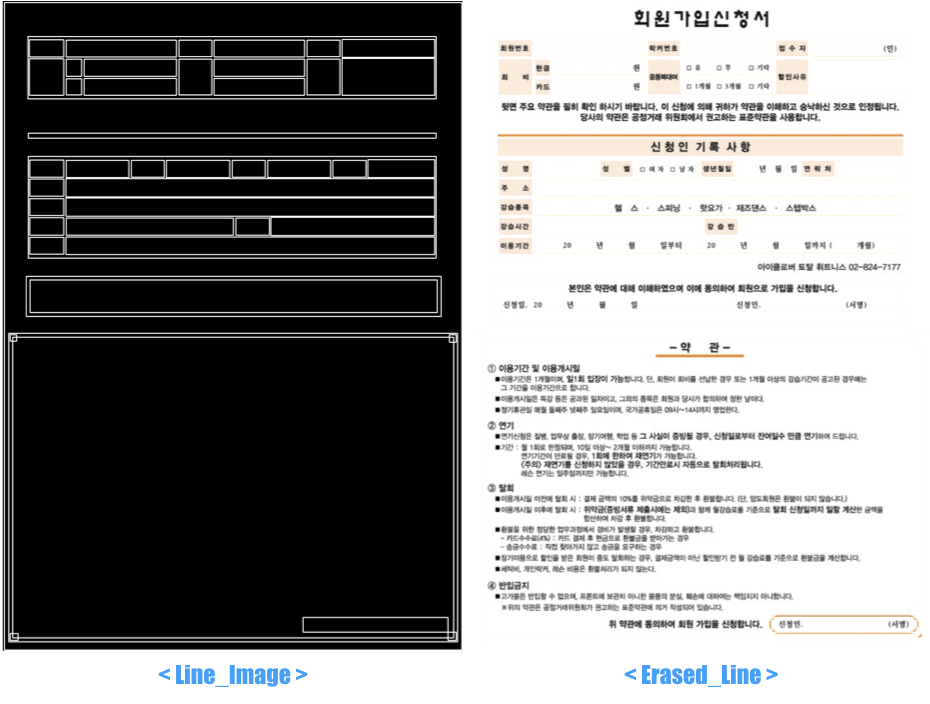 회원가입신청서
회원번호 락커번호 접수자 (인)
회 비 현금 원 운동복대여 □ 유 □ 무 □ 기타 할인사유
카드 원 □ 1개월 □ 3개월 □ 기타
뒷면 주요 약관을 필히 확인 하시기 바랍니다. 이 신청에 의해 귀하가 약관을 이해하고 승낙하신 것으로 인정됩니다.
당사의 약관은 공정거래 위원회에서 권고하는 표준약관을 사용합니다.
신청인 기록 사항
성 명 성 별 □ 여자 □ 남자 생년월일 년 월 일 연락처
주 소
강습종목 헬 스 · 스피닝 · 핫요가 · 재즈댄스 · 스텝박스
강습시간 강습반
이용기간 20 년 월 일부터 20 년 월 일까지 ( 개월)
아이클로버 토탈 휘트니스 02-824-7177
본인은 약관에 대해 이해하였으며 이에 동의하여 회원으로 가입을 신청합니다.
신청일. 20 년 월 일 신청인. (서명)
- 약 관 -
① 이용기간 및 이용개시일
■이용기간은 1개월이며, 일1회 입장이 가능합니다. 단, 회원이 회비를 선납한 경우 또는 1개월 이상의 강습기간이 공고된 경우에는
그 기간을 이용기간으로 합니다.
■이용개시일은 특강 등은 공과된 일자이고, 그외의 종목은 회원과 당사가 합의하여 정한 날이다.
■정기휴관일 매월 둘째주 넷째주 일요일이며, 국가공휴일은 09시~14시까지 영업한다.
② 연기
■연기신청은 질병, 업무상 출장, 장기여행, 학업 등 그 사실이 증빙될 경우, 신청일로부터 잔여일수 만큼 연기하여 드립니다.
■기간 : 월 1회로 한정되며, 10일 이상~ 2개월 이하까지 가능합니다.
연기기간이 만료될 경우, 1회에 한하여 재연기가 가능합니다.
(주의) 재연기를 신청하지 않았을 경우, 기간만료시 자동으로 탈회처리됩니다.
레슨 연기는 일주일까지만 가능합니다.
③ 탈회
■이용개시일 이전에 탈회 시 : 결제 금액의 10%를 위약금으로 차감한 후 환불합니다. (단, 양도회원은 환불이 되지 않습니다.)
■이용개시일 이후에 탈회 시 : 위약금(증빙서류 제출시에는 제외)과 함께 월강습료를 기준으로 탈회 신청일까지 일할 계산한 금액을
합산하여 차감 후 환불합니다.
■환불을 위한 정당한 업무과정에서 경비가 발생할 경우, 차감하고 환불합니다.
- 카드수수료(4%) : 카드 결제 후 현금으로 환불금을 받아가는 경우
- 송금수수료 : 직접 찾아가지 않고 송금을 요구하는 경우
■장기이용으로 할인을 받은 회원이 중도 탈회하는 경우, 결제금액이 아닌 할인받기 전 월 강습료를 기준으로 환불금을 계산합니다.
■세탁비, 개인락커, 레슨 비용은 환불처리가 되지 않는다.
④ 반입금지
■고가물은 반입할 수 없으며, 프론트에 보관치 아니한 물품의 분실, 훼손에 대하여는 책임지지 아니합니다.
※위의 약관은 공정거래위원회가 권고하는 표준약관에 의거 작성되어 있습니다.
위 약관에 동의하여 회원 가입을 신청합니다. 신청인. (서명)
< Line_Image > < Erased_Line >